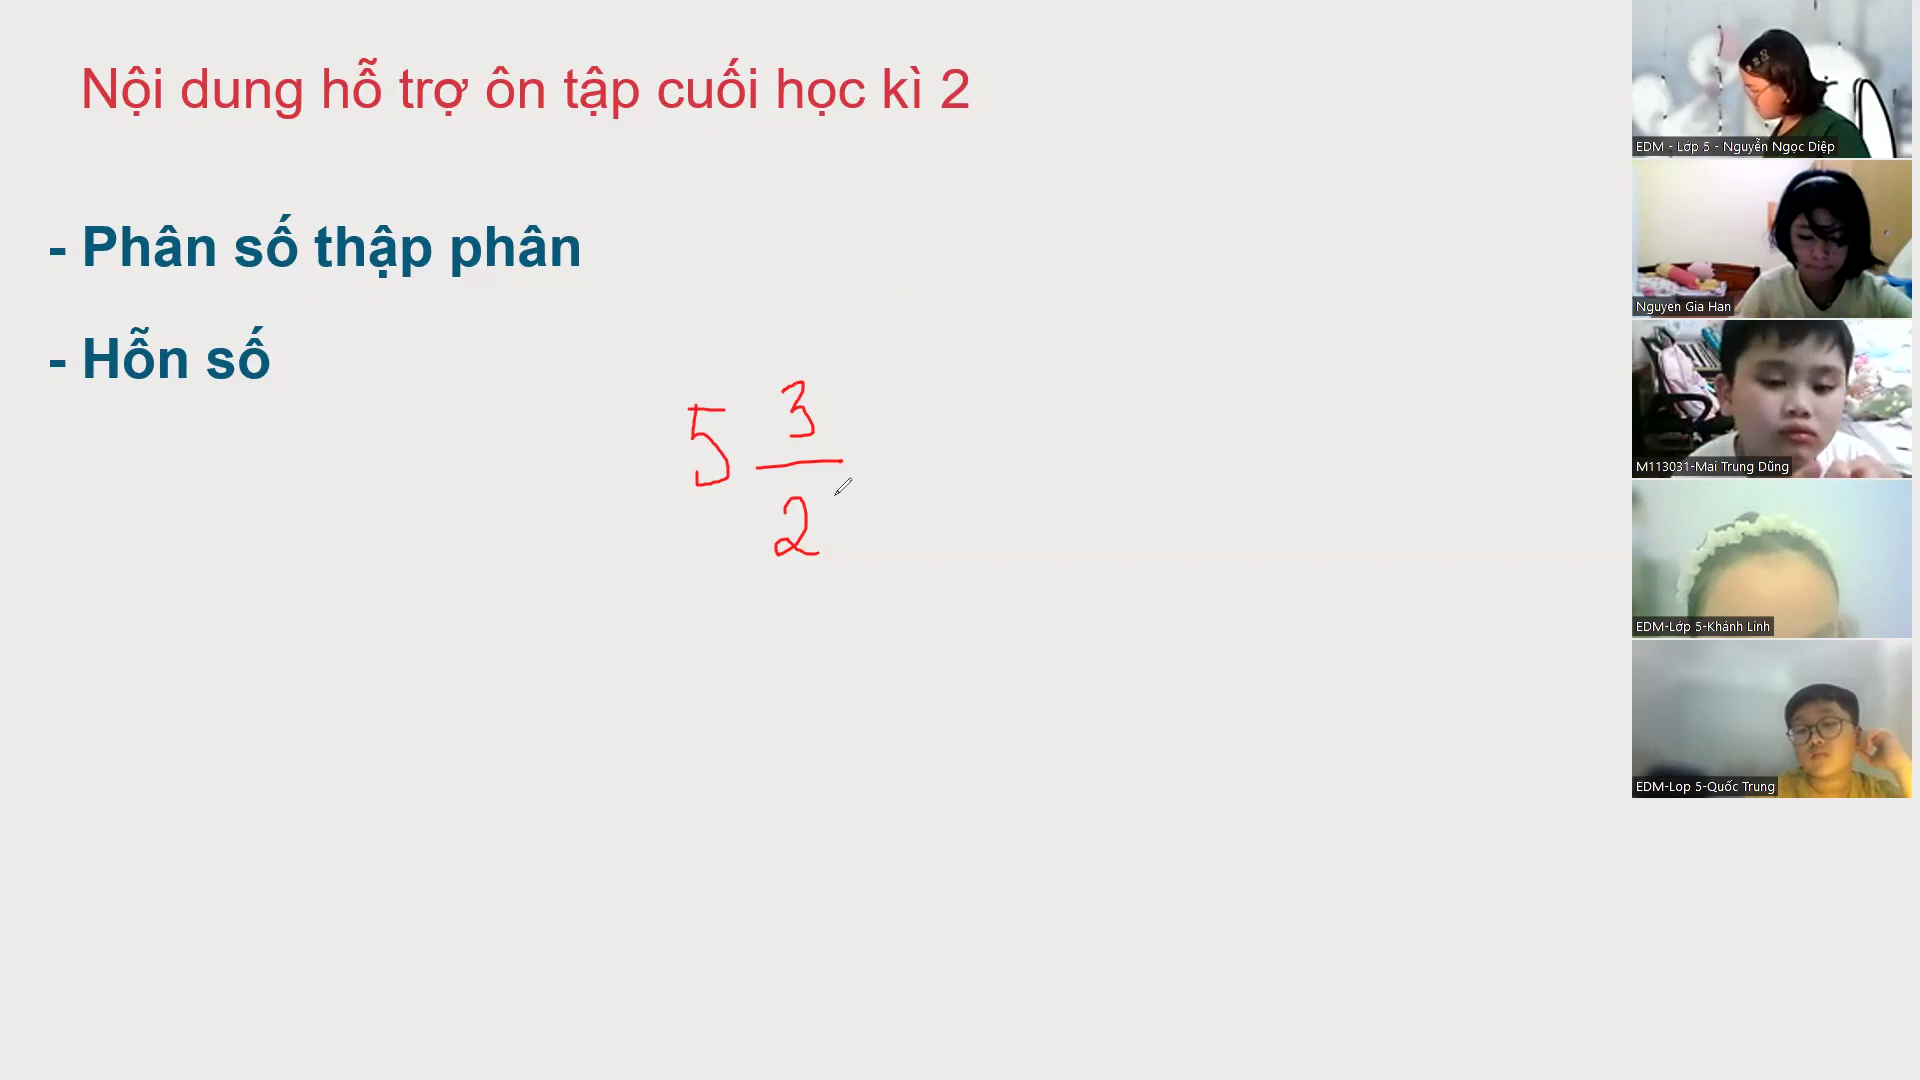 Nội dung hỗ trợ ôn tập cuối học kì 2
- Phân số thập phân
- Hỗn số
5 3/2
EDM - Lớp 5 - Nguyễn Ngọc Diệp
Nguyen Gia Han
M113031-Mai Trung Dũng
EDM-Lớp 5-Khánh Linh
EDM-Lop 5-Quốc Trung